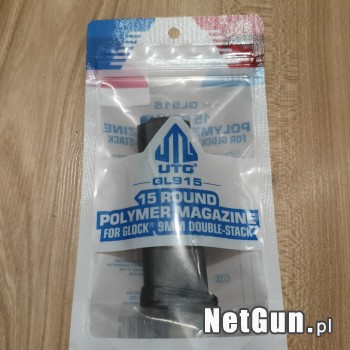 UTG®
GL915
15 ROUND
POLYMER MAGAZINE
FOR GLOCK® 9MM DOUBLE-STACK
NetGun.pl